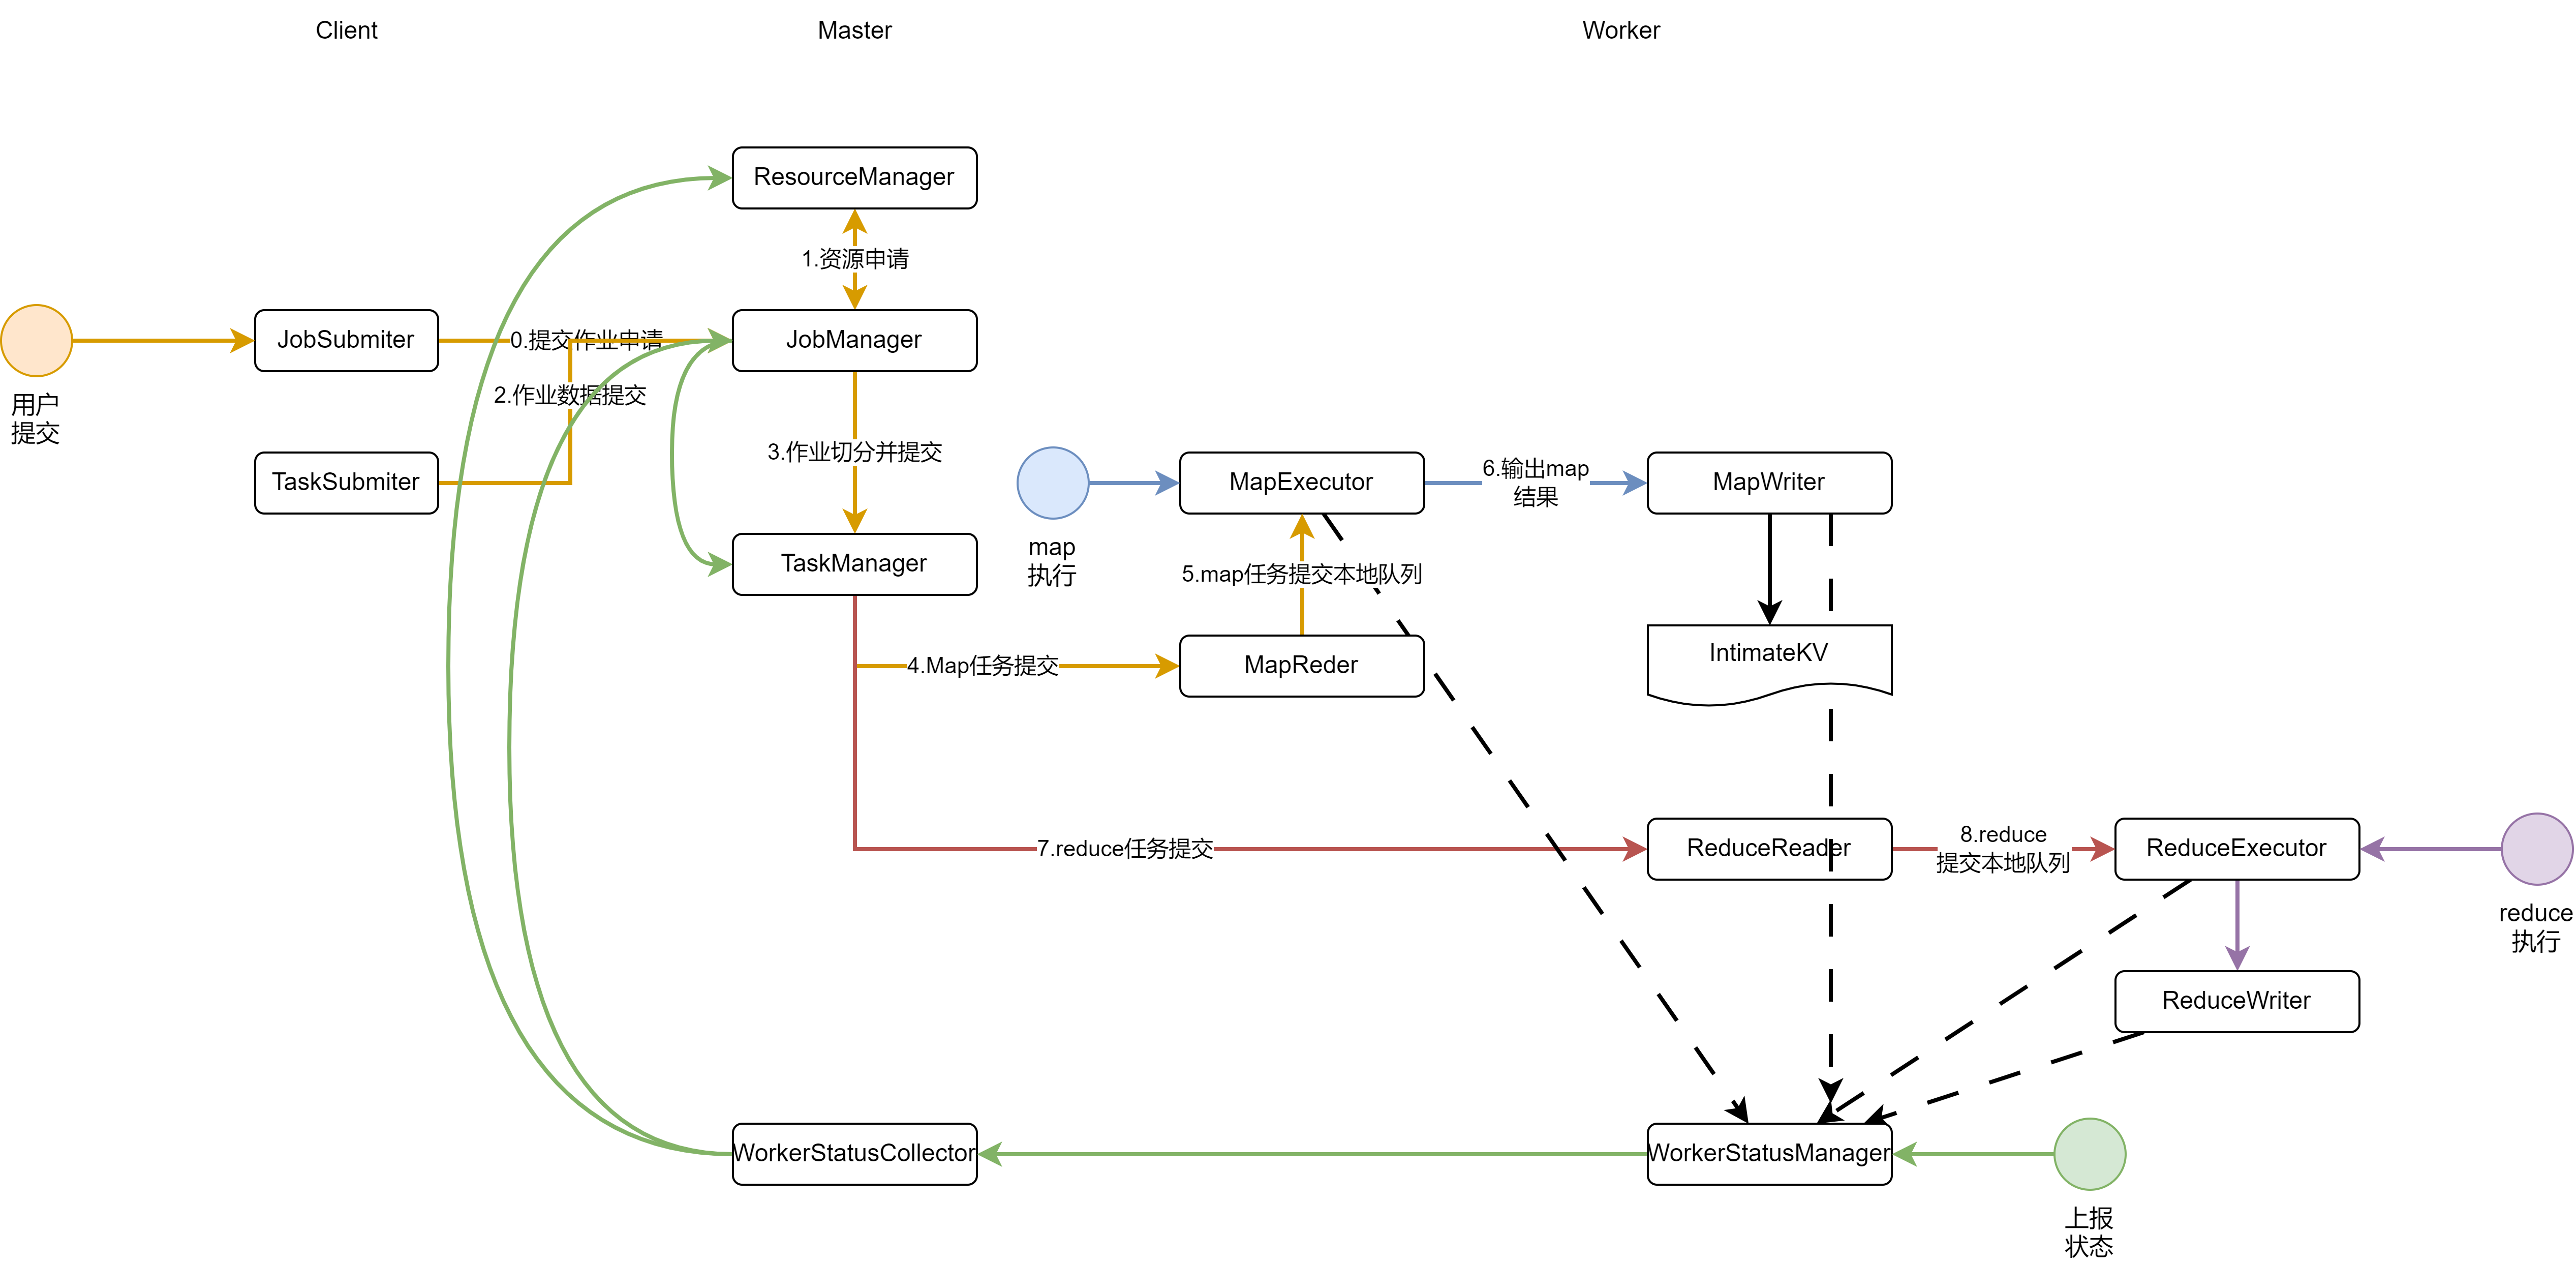 Client
Master
Worker
ResourceManager
1.资源申请
用户
提交
JobSubmiter
0.提交作业申请
JobManager
2.作业数据提交
TaskSubmiter
3.作业切分并提交
TaskManager
map
执行
MapExecutor
6.输出map
结果
MapWriter
5.map任务提交本地队列
4.Map任务提交
MapReder
IntimateKV
7.reduce任务提交
ReduceReader
8.reduce
提交本地队列
ReduceExecutor
reduce
执行
ReduceWriter
WorkerStatusCollector
WorkerStatusManager
上报
状态